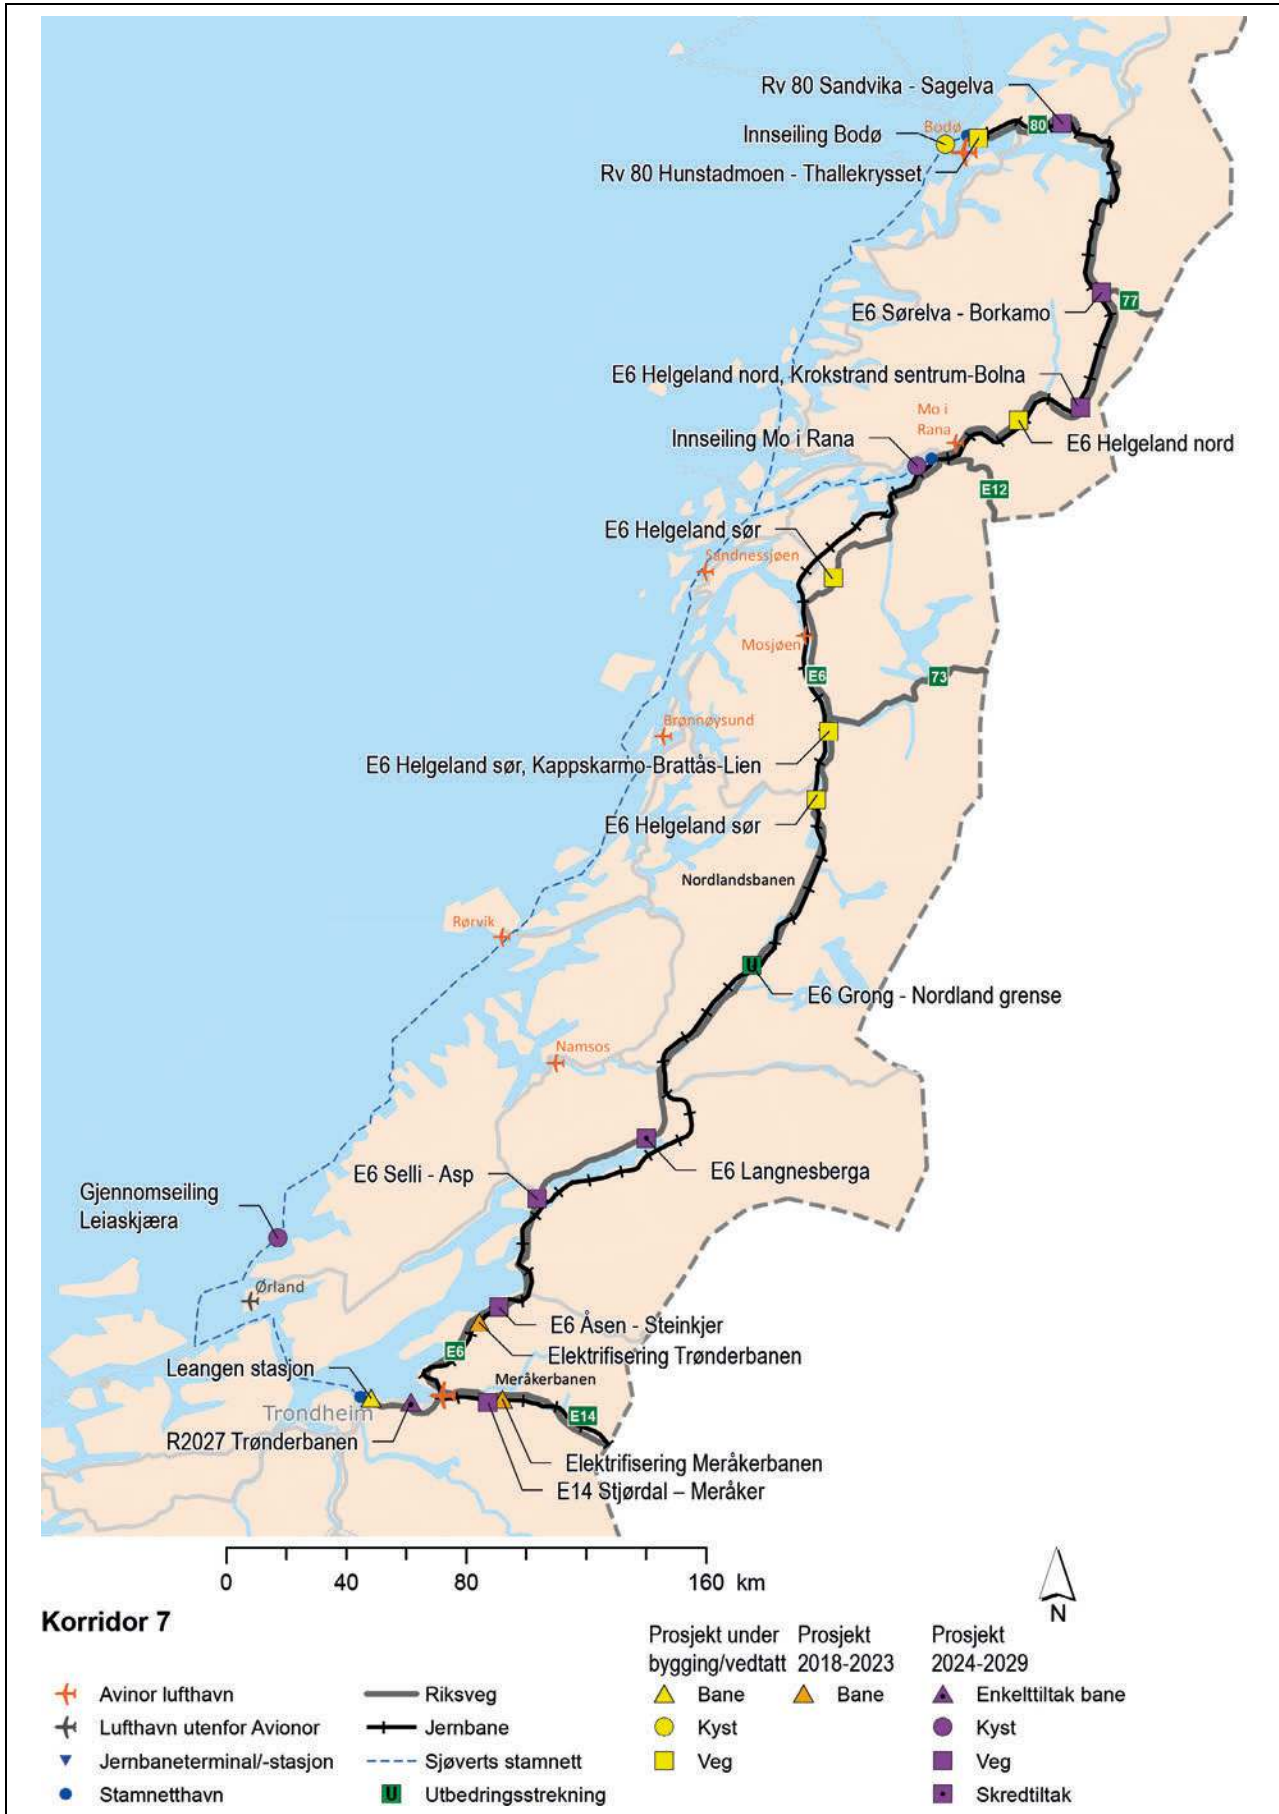 Rv 80 Sandvika - Sagelva
Innseiling Bodø
Bodø
80
Rv 80 Hunstadmoen - Thallekrysset
E6 Sørelva - Borkamo
77
E6 Helgeland nord, Krokstrand sentrum-Bolna
Mo i
Rana
Innseiling Mo i Rana
E6 Helgeland nord
E12
E6 Helgeland sør
Sandnessjøen
Mosjøen
E6
73
Brønnøysund
E6 Helgeland sør, Kappskarmo-Brattås-Lien
E6 Helgeland sør
Nordlandsbanen
Rørvik
U
E6 Grong - Nordland grense
Namsos
E6 Selli - Asp
E6 Langnesberga
Gjennomseiling
Leiaskjæra
Ørland
E6 Åsen - Steinkjer
E6
Elektrifisering Trønderbanen
Leangen stasjon
Meråkerbanen
Trondheim
E14
R2027 Trønderbanen
Elektrifisering Meråkerbanen
E14 Stjørdal – Meråker
0 40 80 160 km
N
Korridor 7
Prosjekt under
bygging/vedtatt
Prosjekt
2018-2023
Prosjekt
2024-2029
Avinor lufthavn
Riksveg
Bane
Bane
Enkelttiltak bane
Lufthavn utenfor Avionor
Jernbane
Kyst
Kyst
Jernbaneterminal/-stasjon
Sjøverts stamnett
Veg
Veg
Stamnetthavn
U
Utbedringsstrekning
Skredtiltak